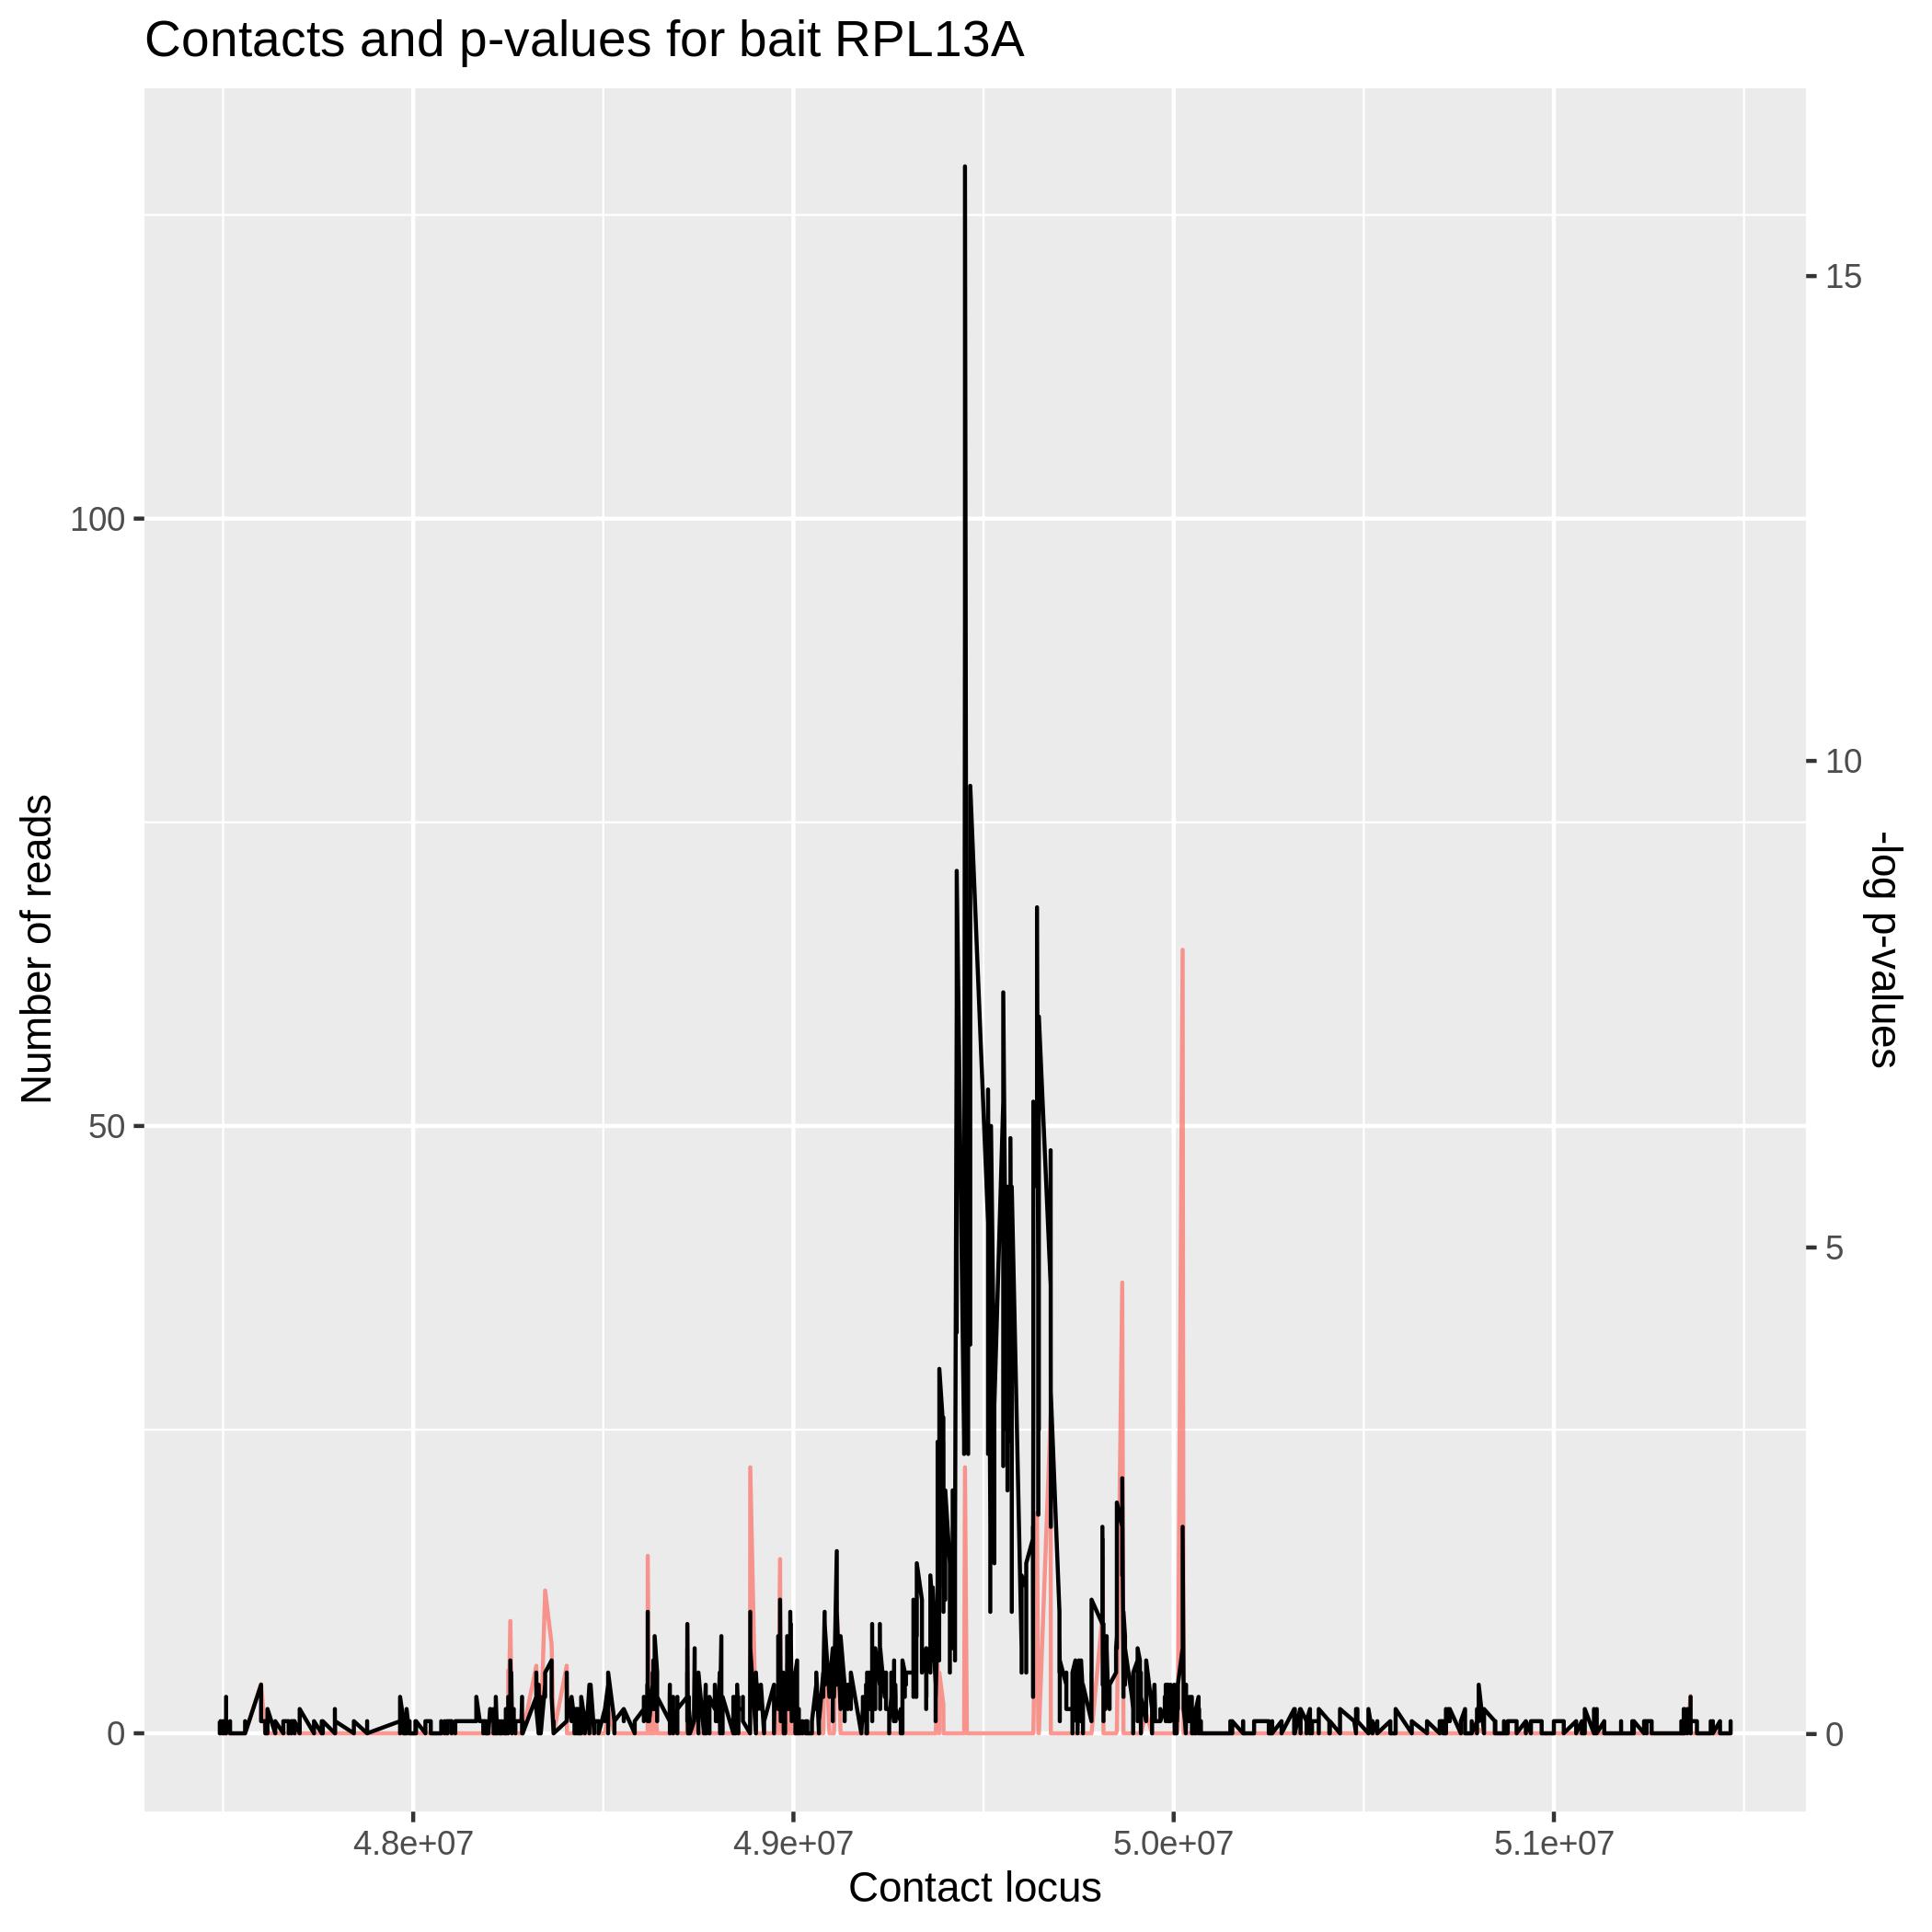 Contacts and p-values for bait RPL13A
Number of reads
100
50
0
15
10
5
0
-log p-values
4.8e+07
4.9e+07
5.0e+07
5.1e+07
Contact locus